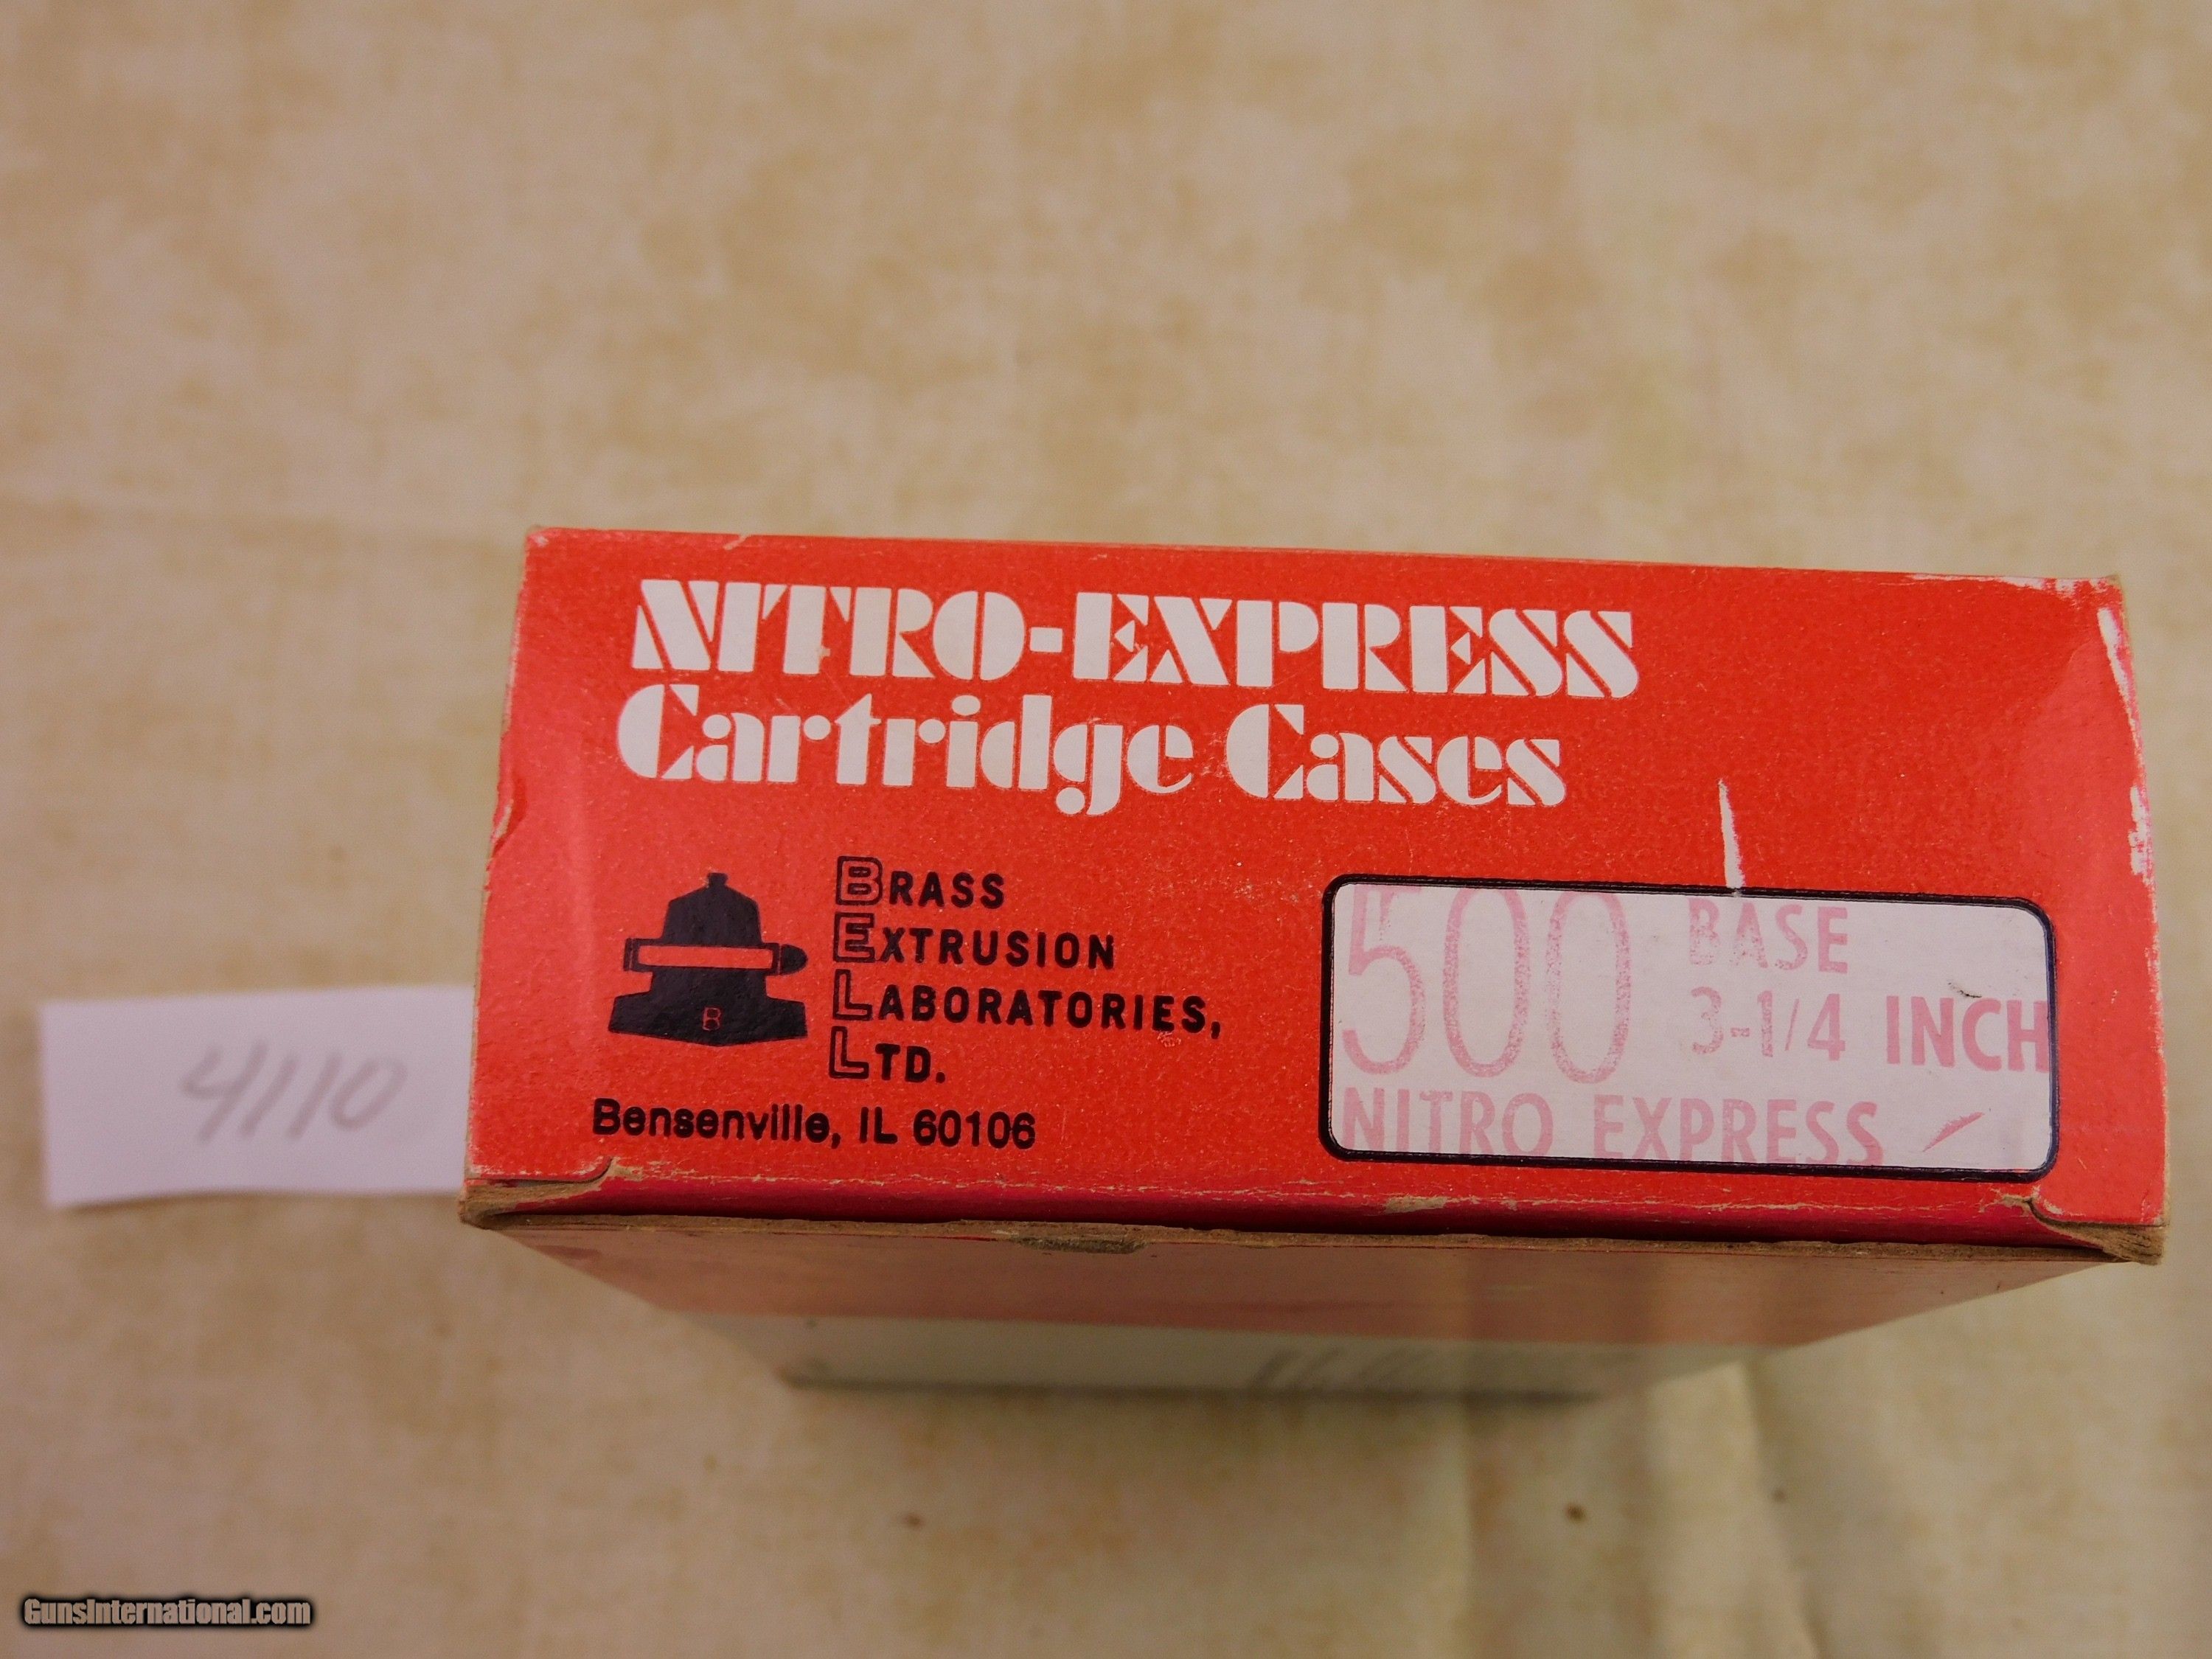 NITRO-EXPRESS
Cartridge Cases
BRASS
EXTRUSION
LABORATORIES,
LTD.
Bensenville, IL 60106
B
500 BASE
3-1/4 INCH
NITRO EXPRESS
4110
GunsInternational.com